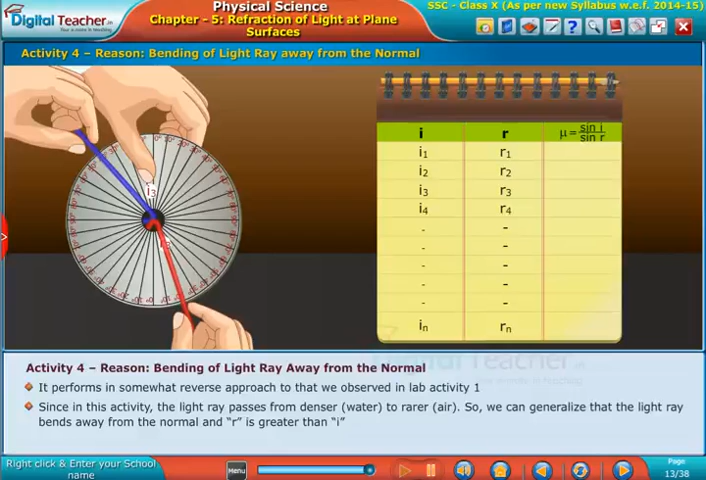 Digital Teacher.in
Physical Science
Chapter - 5: Refraction of Light at Plane
Surfaces
SSC - Class X (As per new Syllabus w.e.f. 2014-15)
Activity 4 – Reason: Bending of Light Ray away from the Normal
i r μ = sin i / sin r
i1 r1
i2 r2
i3 r3
i4 r4
- -
- -
- -
- -
- -
in rn
i3
Activity 4 – Reason: Bending of Light Ray Away from the Normal
It performs in somewhat reverse approach to that we observed in lab activity 1
Since in this activity, the light ray passes from denser (water) to rarer (air). So, we can generalize that the light ray
bends away from the normal and “r” is greater than “i”
Right click & Enter your School
name
Menu
Page
13/38